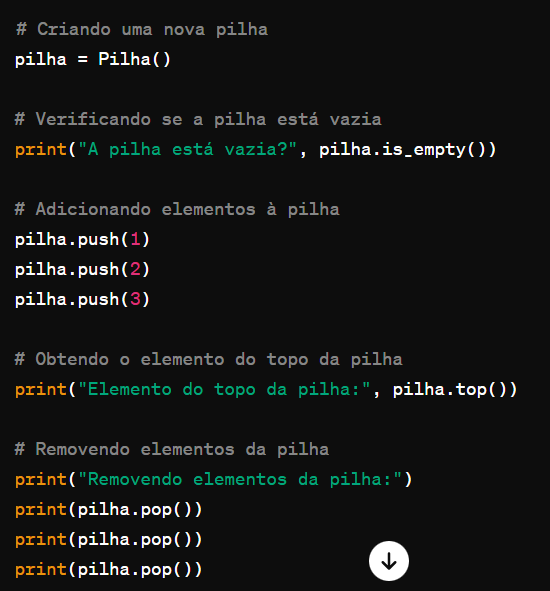 # Criando uma nova pilha
pilha = Pilha()
# Verificando se a pilha está vazia
print("A pilha está vazia?", pilha.is_empty())
# Adicionando elementos à pilha
pilha.push(1)
pilha.push(2)
pilha.push(3)
# Obtendo o elemento do topo da pilha
print("Elemento do topo da pilha:", pilha.top())
# Removendo elementos da pilha
print("Removendo elementos da pilha:")
print(pilha.pop())
print(pilha.pop())
print(pilha.pop())